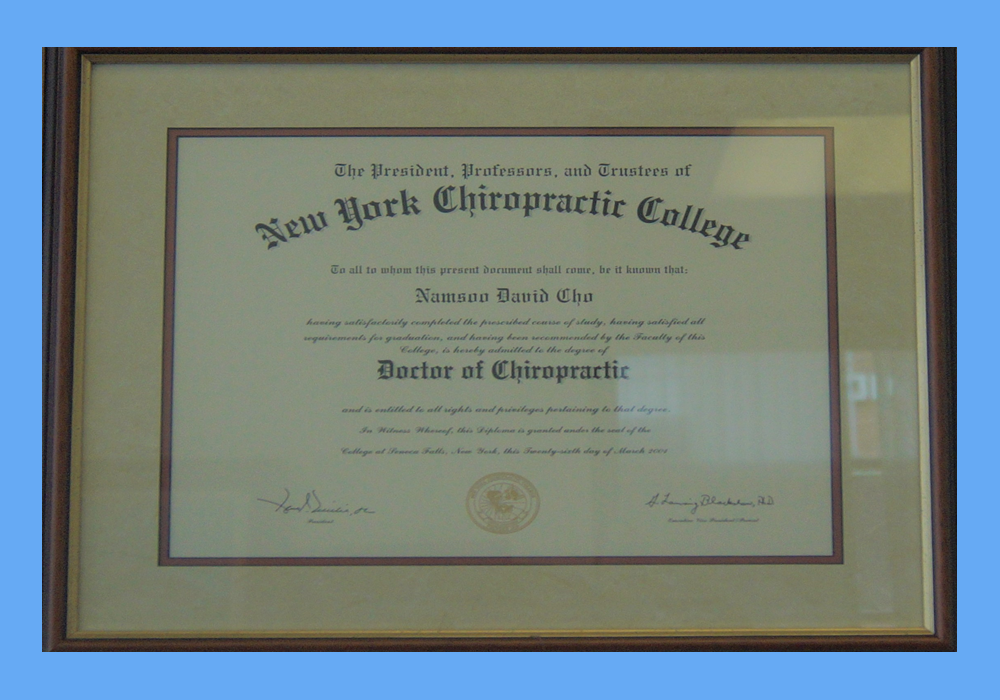 The President, Professors, and Trustees of
New York Chiropractic College
To all to whom this present document shall come, be it known that:
Namsoo David Cho
having satisfactorily completed the prescribed course of study, having satisfied all
requirements for graduation, and having been recommended by the Faculty of this
College, is hereby admitted to the degree of
Doctor of Chiropractic
and is entitled to all rights and privileges pertaining to that degree.
In Witness Whereof, this Diploma is granted under the seal of the
College at Seneca Falls, New York, this Twenty-sixth day of March
President
Executive Vice President